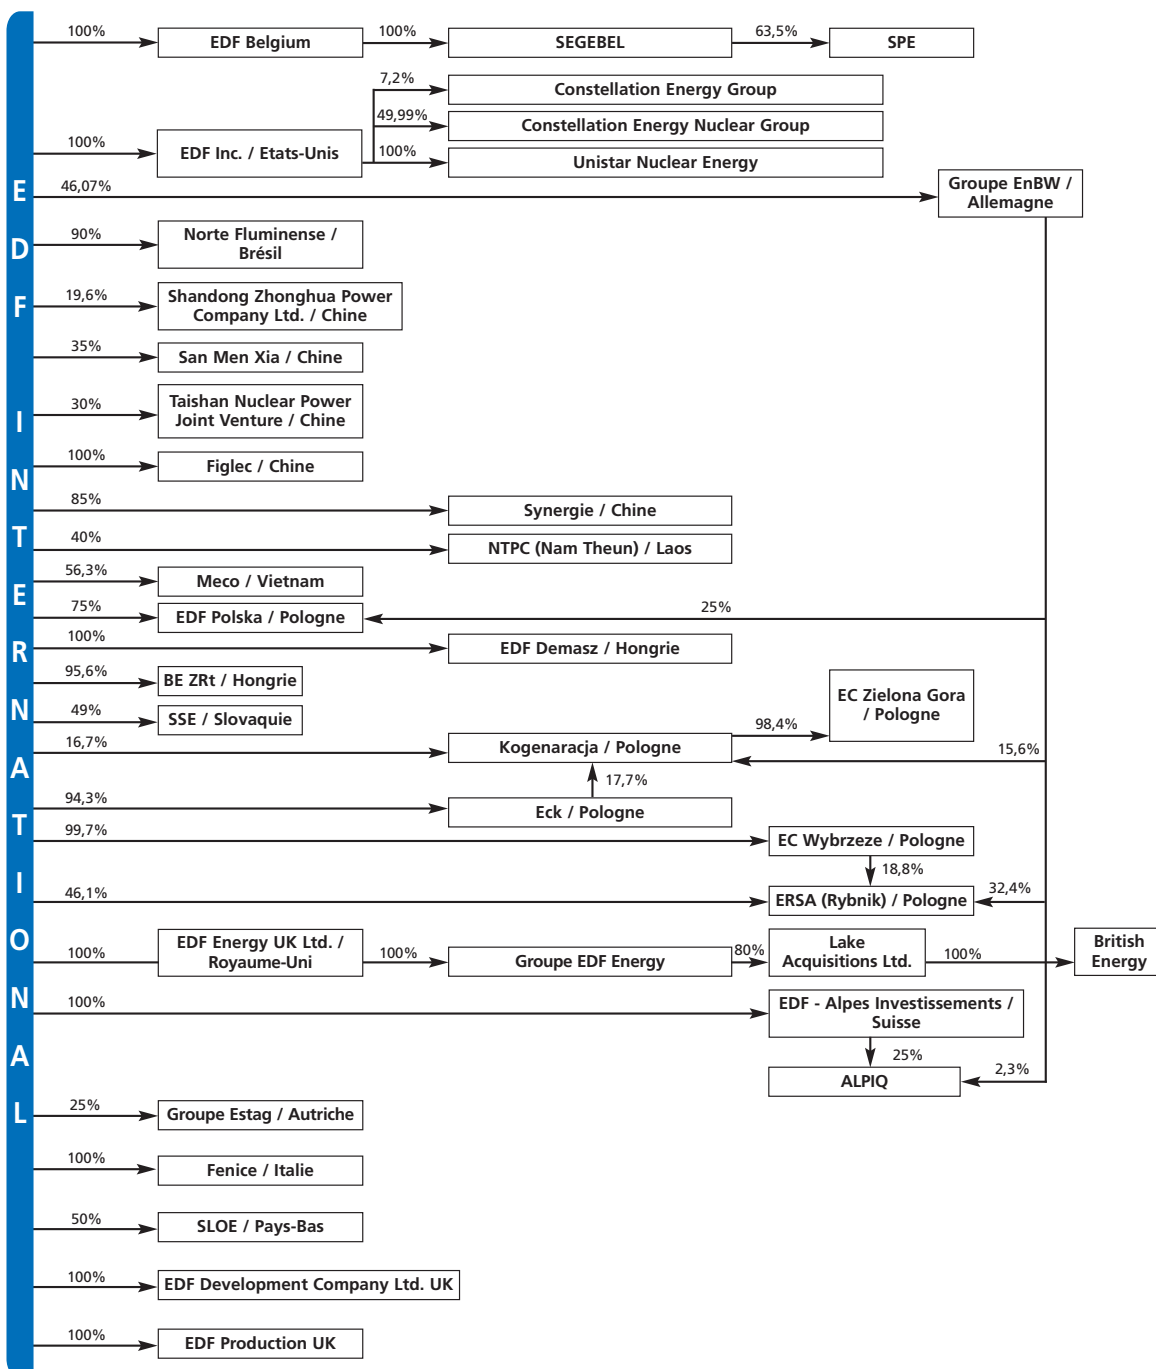 EDF INTERNATIONAL
100%
EDF Belgium
100%
SEGEBEL
63,5%
SPE
7,2%
Constellation Energy Group
49,99%
Constellation Energy Nuclear Group
100%
EDF Inc. / Etats-Unis
100%
Unistar Nuclear Energy
46,07%
Groupe EnBW /
Allemagne
90%
Norte Fluminense /
Brésil
19,6%
Shandong Zhonghua Power
Company Ltd. / Chine
35%
San Men Xia / Chine
30%
Taishan Nuclear Power
Joint Venture / Chine
100%
Figlec / Chine
85%
Synergie / Chine
40%
NTPC (Nam Theun) / Laos
56,3%
Meco / Vietnam
75%
EDF Polska / Pologne
25%
100%
EDF Demasz / Hongrie
95,6%
BE ZRt / Hongrie
49%
SSE / Slovaquie
16,7%
Kogenaracja / Pologne
98,4%
EC Zielona Gora
/ Pologne
15,6%
17,7%
94,3%
Eck / Pologne
99,7%
EC Wybrzeze / Pologne
18,8%
46,1%
ERSA (Rybnik) / Pologne
32,4%
100%
EDF Energy UK Ltd. /
Royaume-Uni
100%
Groupe EDF Energy
80%
Lake
Acquisitions Ltd.
100%
British
Energy
100%
EDF - Alpes Investissements /
Suisse
25%
ALPIQ
2,3%
25%
Groupe Estag / Autriche
100%
Fenice / Italie
50%
SLOE / Pays-Bas
100%
EDF Development Company Ltd. UK
100%
EDF Production UK